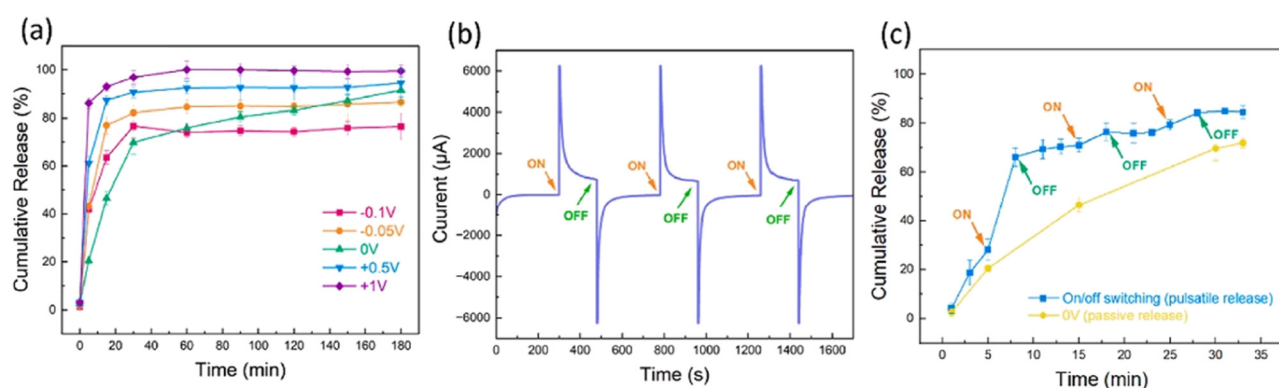 (a)
Cumulative Release (%)
100
80
60
40
20
0
-0.1V
-0.05V
0V
+0.5V
+1V
0 20 40 60 80 100 120 140 160 180
Time (min)
(b)
Cuurent (µA)
6000
4000
2000
0
−2000
−4000
−6000
ON
OFF
ON
OFF
ON
OFF
0 200 400 600 800 1000 1200 1400 1600
Time (s)
(c)
Cumulative Release (%)
100
80
60
40
20
0
ON
OFF
ON
OFF
ON
OFF
On/off switching (pulsatile release)
0V (passive release)
0 5 10 15 20 25 30 35
Time (min)